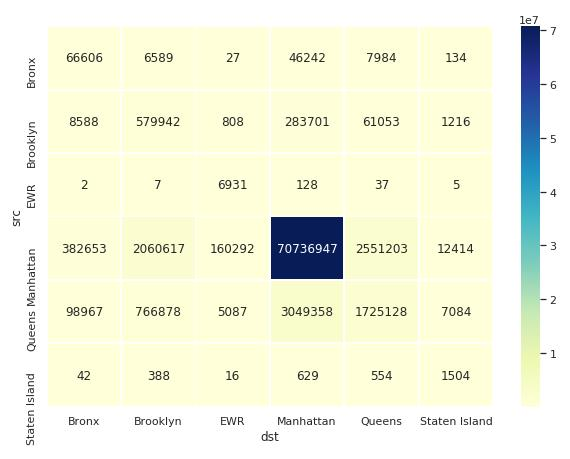 1e7
66606 6589 27 46242 7984 134
8588 579942 808 283701 61053 1216
2 7 6931 128 37 5
382653 2060617 160292 70736947 2551203 12414
98967 766878 5087 3049358 1725128 7084
42 388 16 629 554 1504
Bronx
Brooklyn
EWR
Manhattan
Queens
Staten Island
src
Bronx Brooklyn EWR Manhattan Queens Staten Island
dst
7
6
5
4
3
2
1